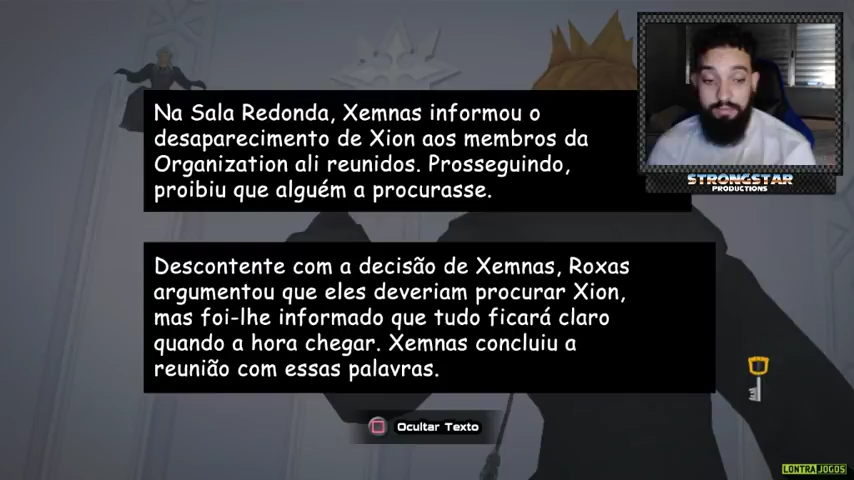 Na Sala Redonda, Xemnas informou o
desaparecimento de Xion aos membros da
Organization ali reunidos. Prosseguindo,
proibiu que alguém a procurasse.
STRONGSTAR
PRODUCTIONS
Descontente com a decisão de Xemnas, Roxas
argumentou que eles deveriam procurar Xion,
mas foi-lhe informado que tudo ficará claro
quando a hora chegar. Xemnas concluiu a
reunião com essas palavras.
Ocultar Texto
LONTRAJOGOS